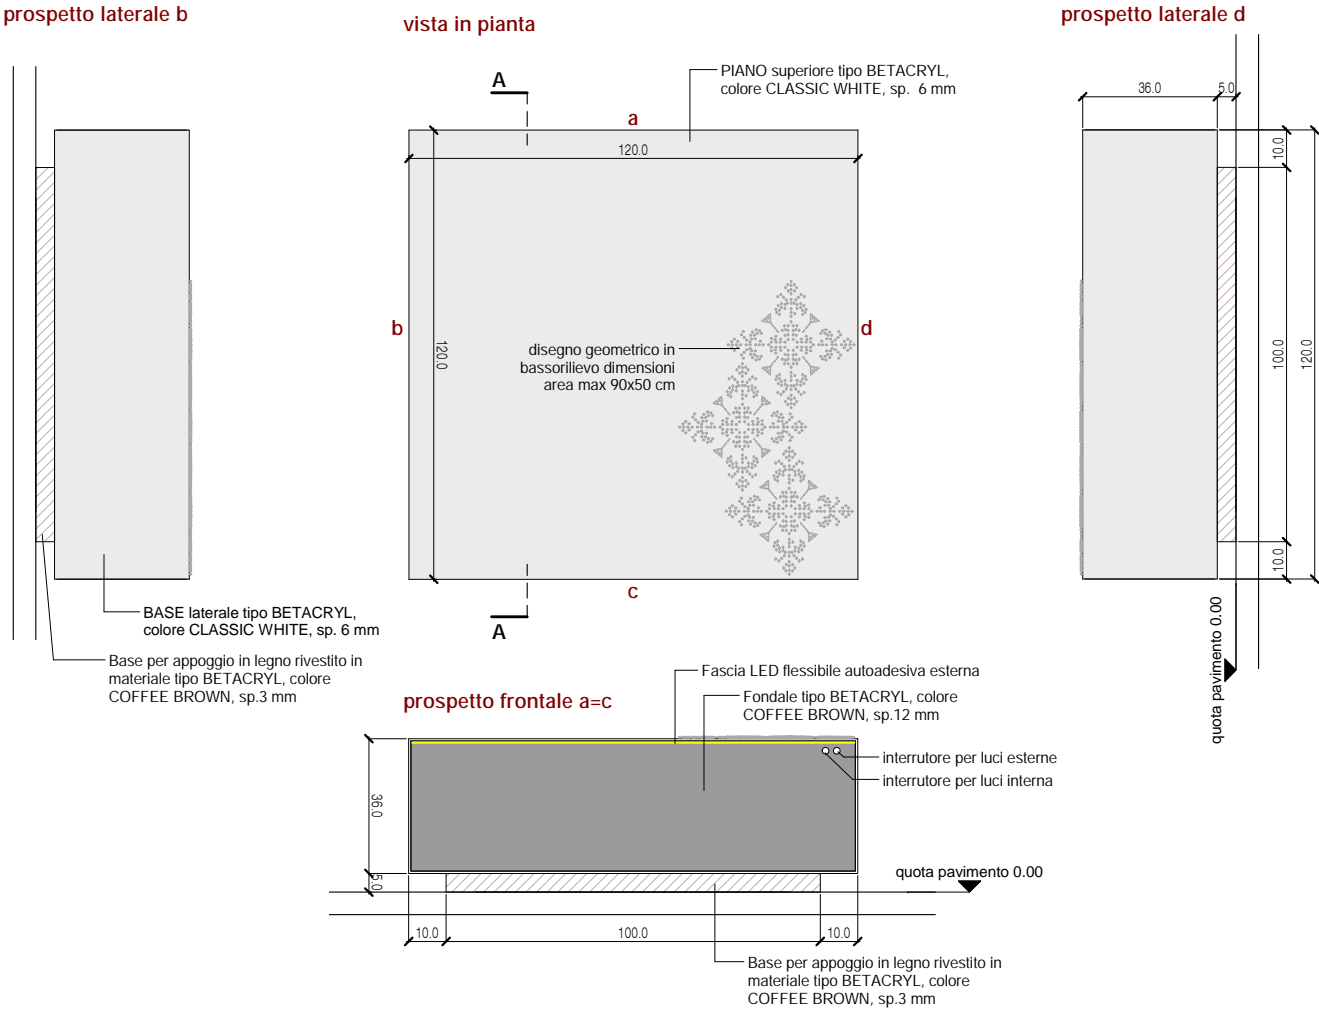 prospetto laterale b
vista in pianta
prospetto laterale d
A
PIANO superiore tipo BETACRYL,
colore CLASSIC WHITE, sp. 6 mm
a
120.0
b
120.0
d
disegno geometrico in
bassorilievo dimensioni
area max 90x50 cm
c
A
36.0
5.0
10.0
100.0
120.0
10.0
quota pavimento 0.00
BASE laterale tipo BETACRYL,
colore CLASSIC WHITE, sp. 6 mm
Base per appoggio in legno rivestito in
materiale tipo BETACRYL, colore
COFFEE BROWN, sp.3 mm
prospetto frontale a=c
Fascia LED flessibile autoadesiva esterna
Fondale tipo BETACRYL, colore
COFFEE BROWN, sp.12 mm
interrutore per luci esterne
interrutore per luci interna
36.0
5.0
quota pavimento 0.00
10.0
100.0
10.0
Base per appoggio in legno rivestito in
materiale tipo BETACRYL, colore
COFFEE BROWN, sp.3 mm